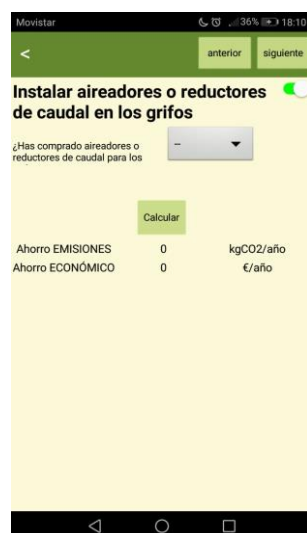 Movistar 36% 18:10
< anterior siguiente
Instalar aireadores o reductores
de caudal en los grifos
¿Has comprado aireadores o
reductores de caudal para los
–
Calcular
Ahorro EMISIONES 0 kgCO2/año
Ahorro ECONÓMICO 0 €/año